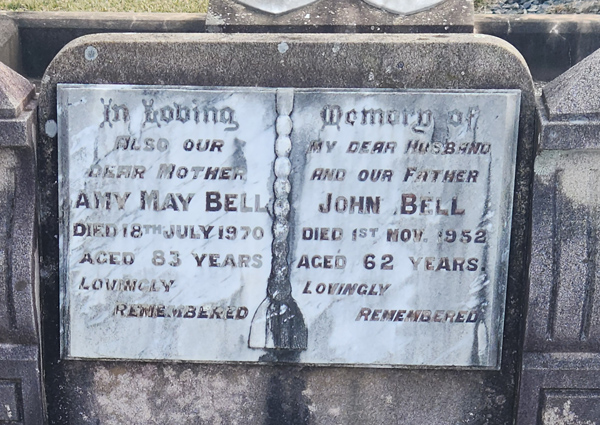 In Loving
ALSO OUR
DEAR MOTHER
AMY MAY BELL
DIED 18TH JULY 1970
AGED 83 YEARS
LOVINGLY
REMEMBERED
Memory of
MY DEAR HUSBAND
AND OUR FATHER
JOHN BELL
DIED 1ST NOV. 1952
AGED 62 YEARS.
LOVINGLY
REMEMBERED